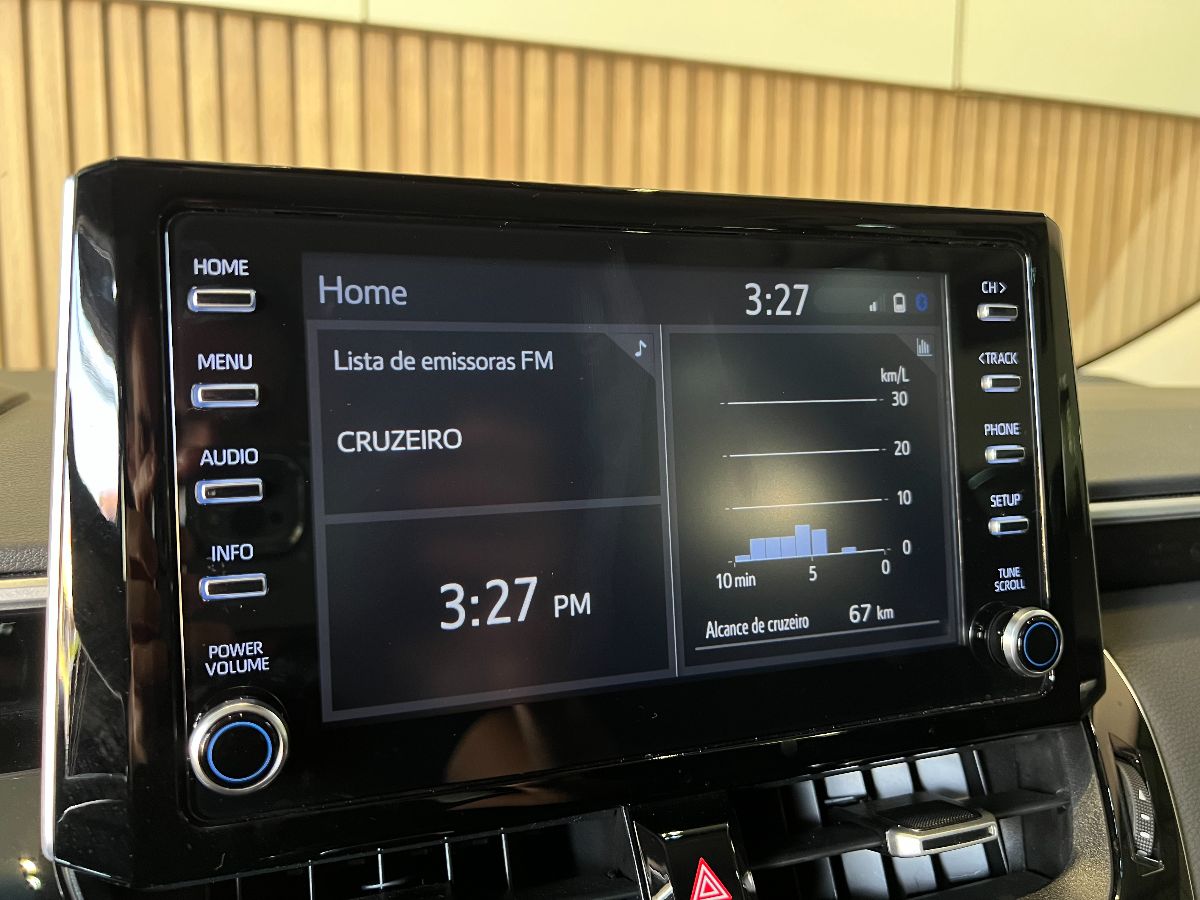 HOME
MENU
AUDIO
INFO
POWER
VOLUME
Home
3:27
Lista de emissoras FM
CRUZEIRO
3:27 PM
km/L
30
20
10
0
10 min 5 0
Alcance de cruzeiro 67 km
CH>
<TRACK
PHONE
SETUP
TUNE
SCROLL